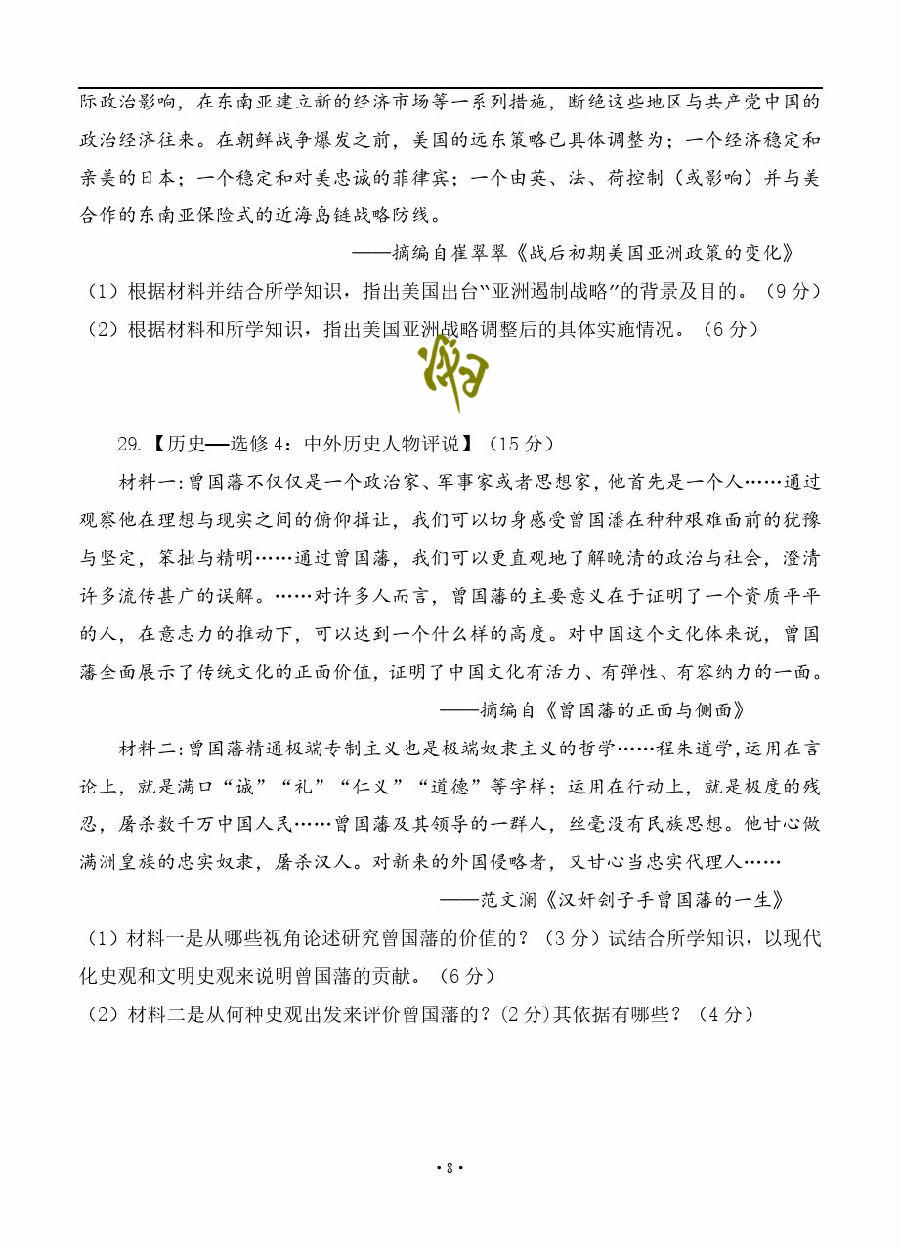 际政治影响，在东南亚建立新的经济市场等一系列措施，断绝这些地区与共产党中国的
政治经济往来。在朝鲜战争爆发之前，美国的远东策略已具体调整为；一个经济稳定和
亲美的日本；一个稳定和对美忠诚的菲律宾；一个由英、法、荷控制（或影响）并与美
合作的东南亚保险式的近海岛链战略防线。
——摘编自崔翠翠《战后初期美国亚洲政策的变化》
（1）根据材料并结合所学知识，指出美国出台“亚洲遏制战略”的背景及目的。（9 分）
（2）根据材料和所学知识，指出美国亚洲战略调整后的具体实施情况。（6 分）
29.【历史——选修 4：中外历史人物评说】（15 分）
材料一:曾国藩不仅仅是一个政治家、军事家或者思想家，他首先是一个人……通过
观察他在理想与现实之间的俯仰揖让，我们可以切身感受曾国潘在种种艰难面前的犹豫
与坚定，笨拙与精明……通过曾国藩，我们可以更直观地了解晚清的政治与社会，澄清
许多流传甚广的误解。……对许多人而言，曾国藩的主要意义在于证明了一个资质平平
的人，在意志力的推动下，可以达到一个什么样的高度。对中国这个文化体来说，曾国
藩全面展示了传统文化的正面价值，证明了中国文化有活力、有弹性、有容纳力的一面。
——摘编自《曾国藩的正面与侧面》
材料二:曾国藩精通极端专制主义也是极端奴隶主义的哲学……程朱道学,运用在言
论上，就是满口“诚”“礼”“仁义”“道德”等字样；运用在行动上，就是极度的残
忍，屠杀数千万中国人民……曾国藩及其领导的一群人，丝毫没有民族思想。他甘心做
满洲皇族的忠实奴隶，屠杀汉人。对新来的外国侵略者，又甘心当忠实代理人……
——范文澜《汉奸刽子手曾国藩的一生》
（1）材料一是从哪些视角论述研究曾国藩的价值的？（3 分）试结合所学知识，以现代
化史观和文明史观来说明曾国藩的贡献。（6 分）
（2）材料二是从何种史观出发来评价曾国藩的？(2 分)其依据有哪些？（4 分）
·8·